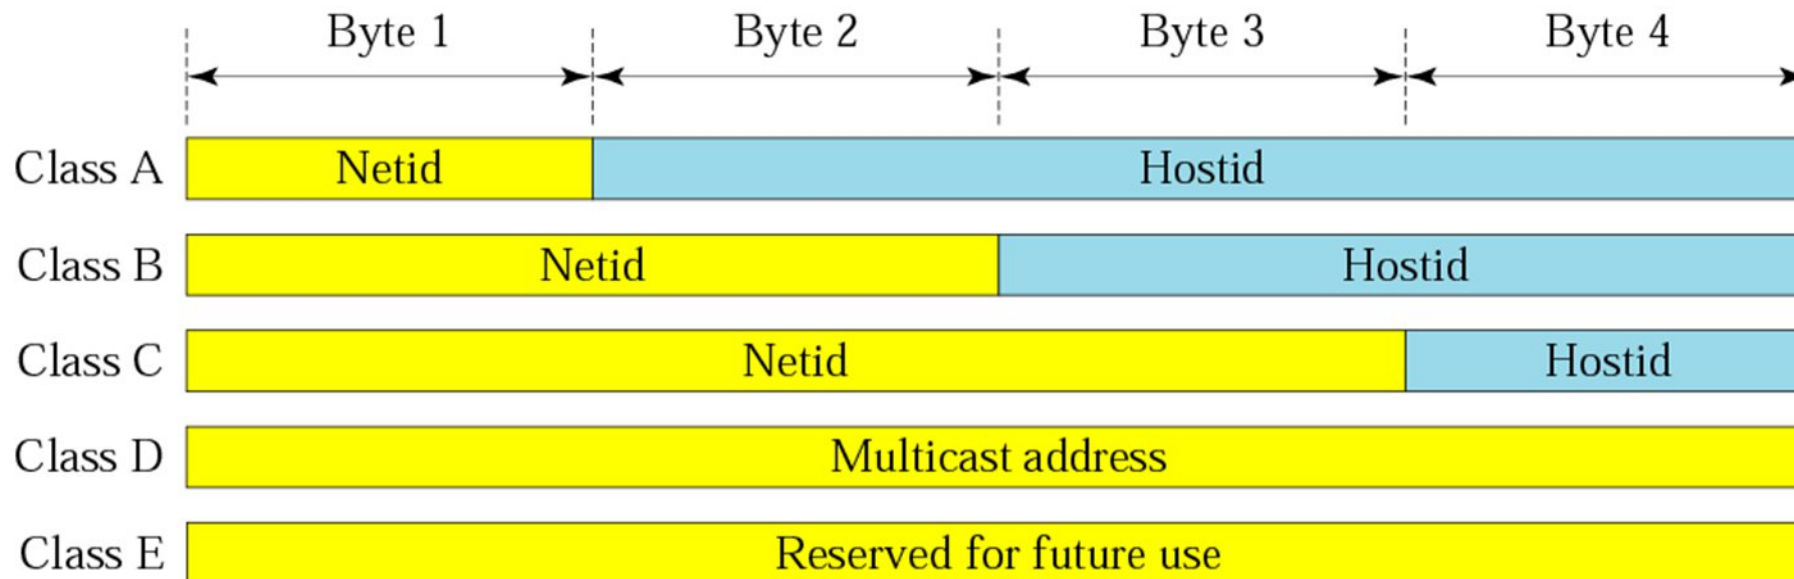 Byte 1 Byte 2 Byte 3 Byte 4
Class A Netid Hostid
Class B Netid Hostid
Class C Netid Hostid
Class D Multicast address
Class E Reserved for future use